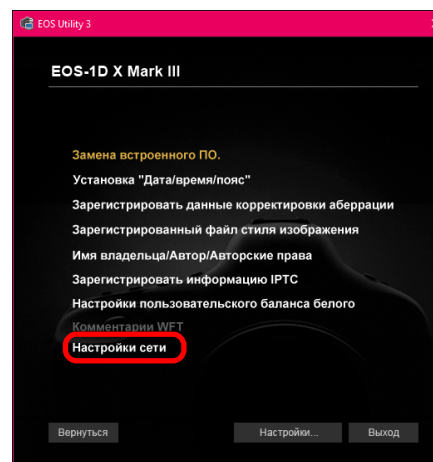 EOS Utility 3
EOS-1D X Mark III
Замена встроенного ПО.
Установка "Дата/время/пояс"
Зарегистрировать данные корректировки аберрации
Зарегистрированный файл стиля изображения
Имя владельца/Автор/Авторские права
Зарегистрировать информацию IPTC
Настройки пользовательского баланса белого
Комментарии WFT
Настройки сети
Вернуться
Настройки...
Выход